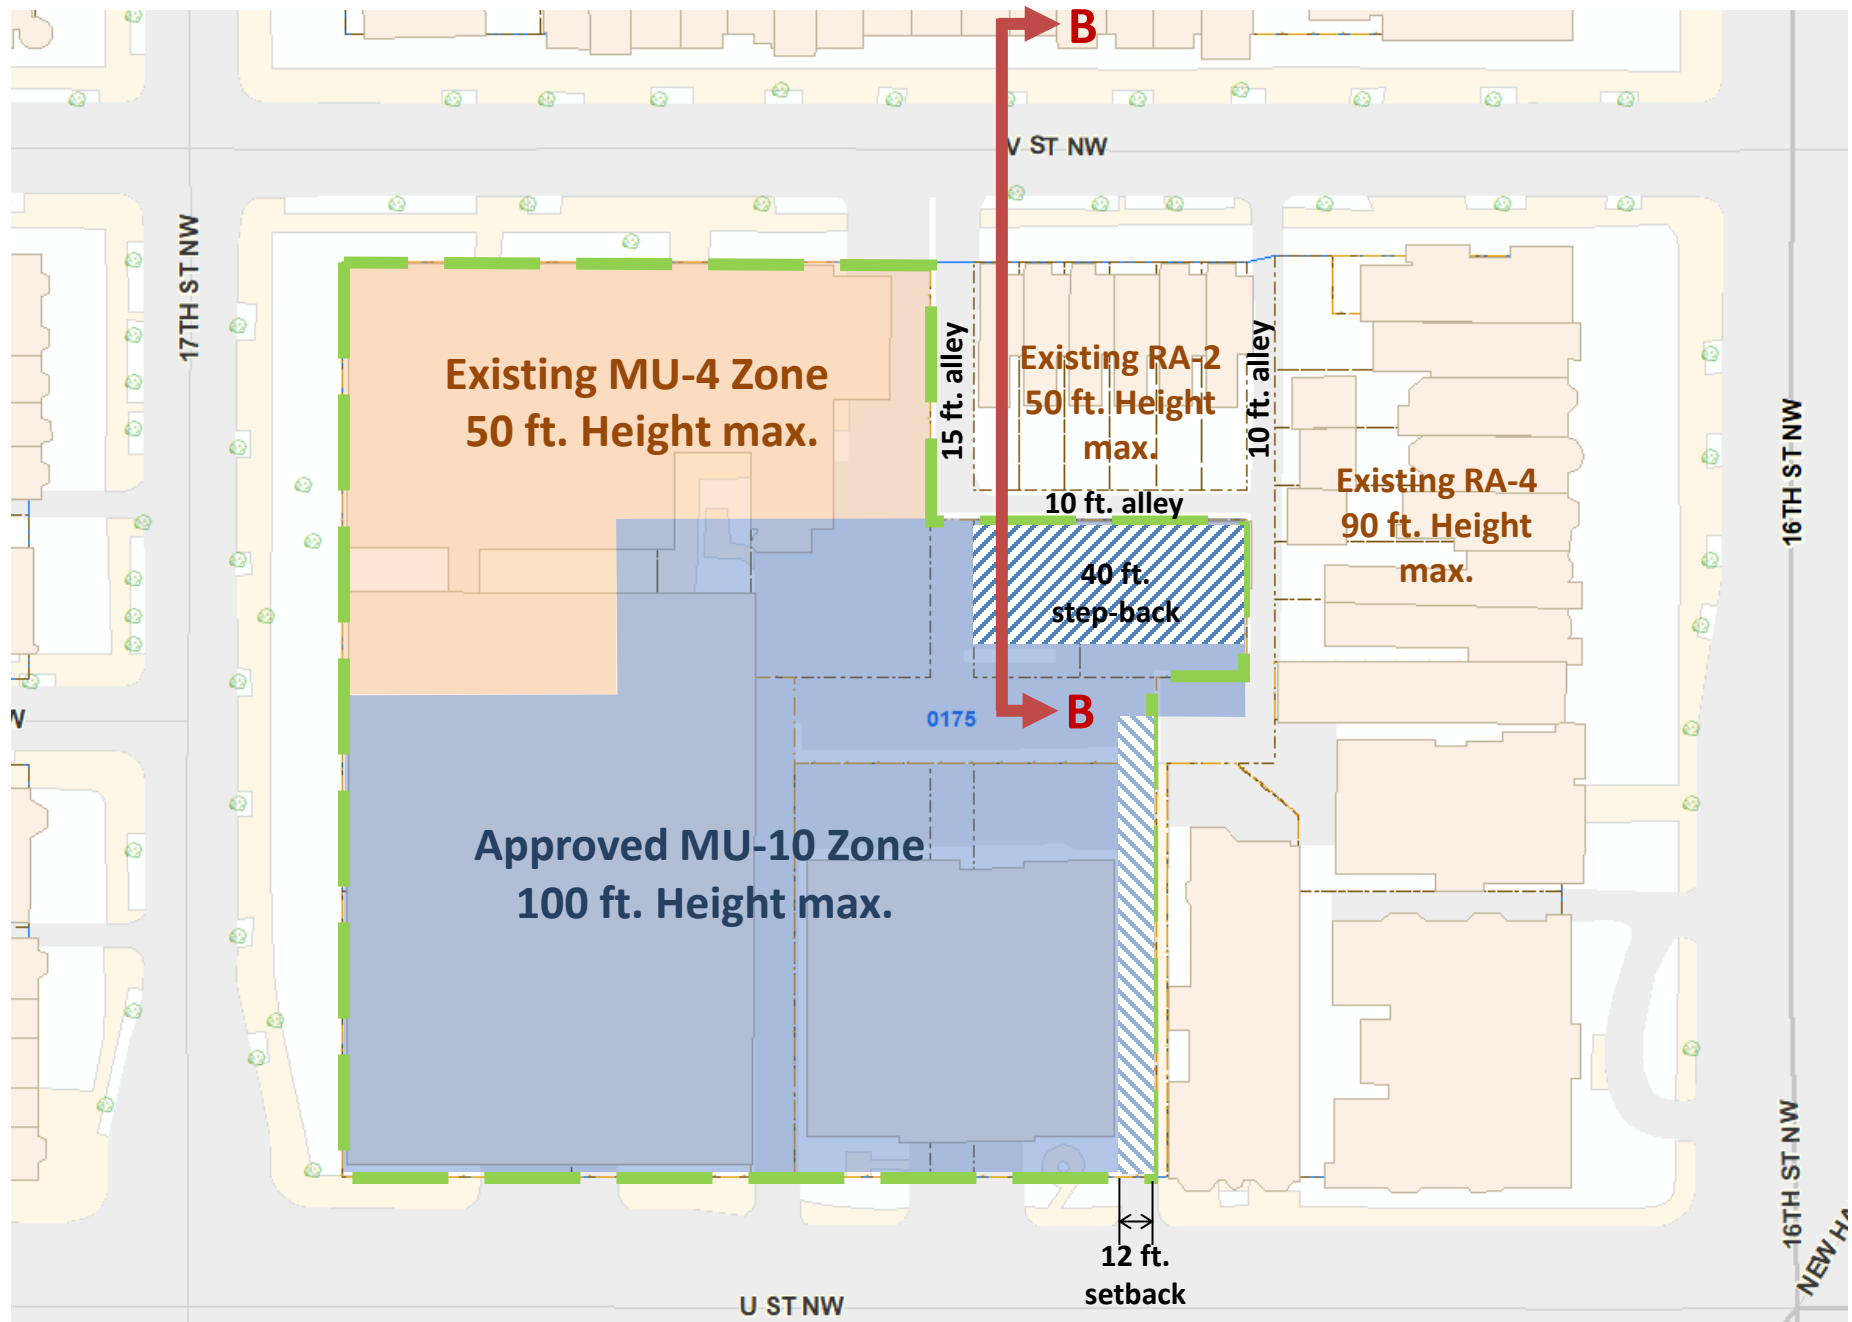 B
V ST NW
17TH ST NW
Existing MU-4 Zone
50 ft. Height max.
15 ft. alley
Existing RA-2
50 ft. Height
max.
10 ft. alley
10 ft. alley
Existing RA-4
90 ft. Height
max.
16TH ST NW
40 ft.
step-back
B
0175
W
Approved MU-10 Zone
100 ft. Height max.
12 ft.
setback
U ST NW
16TH ST NW
NEW HA